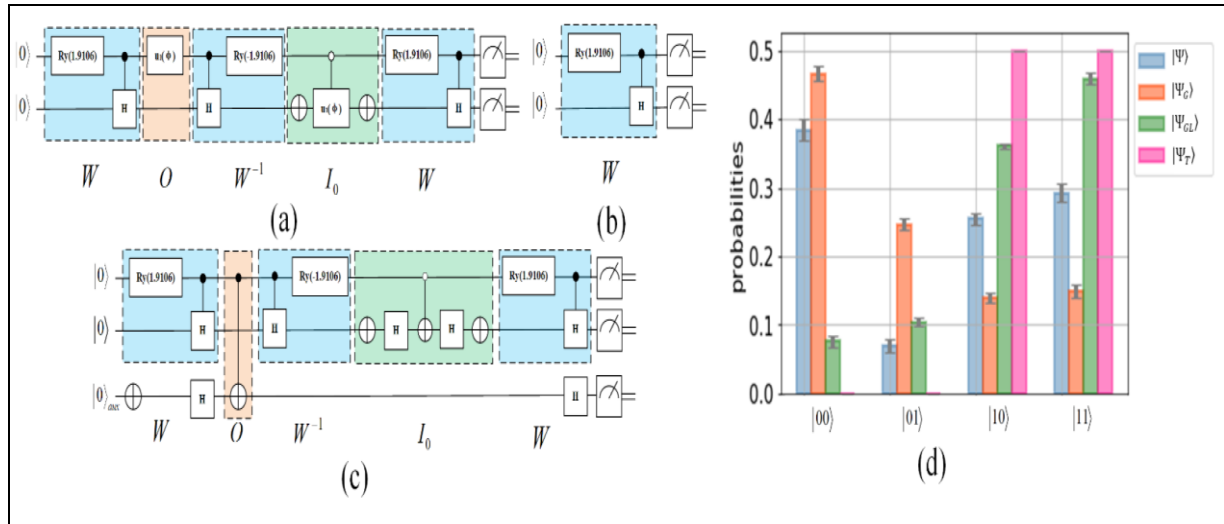 |0⟩ Ry(1.9106) H u₁(ϕ) H Ry(-1.9106) u₁(ϕ) Ry(1.9106) H
|0⟩
W O W⁻¹ I₀ W
(a)
|0⟩ Ry(1.9106) H
|0⟩
W
(b)
|0⟩ Ry(1.9106) H H Ry(-1.9106) Ry(1.9106) H
|0⟩ H H
|0⟩aux H H
W O W⁻¹ I₀ W
(c)
probabilities
0.5
0.4
0.3
0.2
0.1
0.0
|00⟩ |01⟩ |10⟩ |11⟩
|Ψ⟩
|Ψ_G⟩
|Ψ_GL⟩
|Ψ_T⟩
(d)